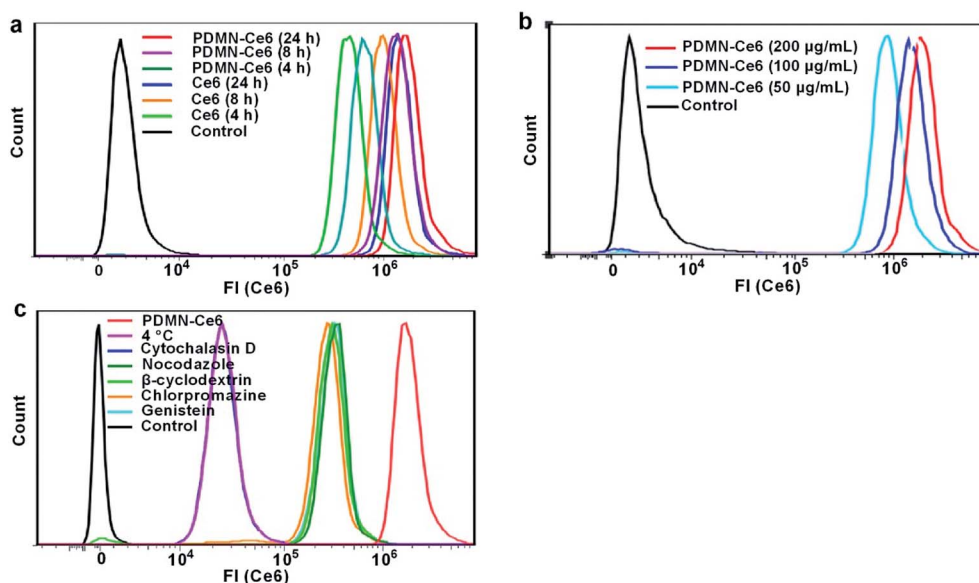 a
PDMN-Ce6 (24 h)
PDMN-Ce6 (8 h)
PDMN-Ce6 (4 h)
Ce6 (24 h)
Ce6 (8 h)
Ce6 (4 h)
Control
Count
0 10⁴ 10⁵ 10⁶
FI (Ce6)
b
PDMN-Ce6 (200 µg/mL)
PDMN-Ce6 (100 µg/mL)
PDMN-Ce6 (50 µg/mL)
Control
Count
0 10⁴ 10⁵ 10⁶
FI (Ce6)
c
PDMN-Ce6
4 °C
Cytochalasin D
Nocodazole
β-cyclodextrin
Chlorpromazine
Genistein
Control
Count
0 10⁴ 10⁵ 10⁶
FI (Ce6)